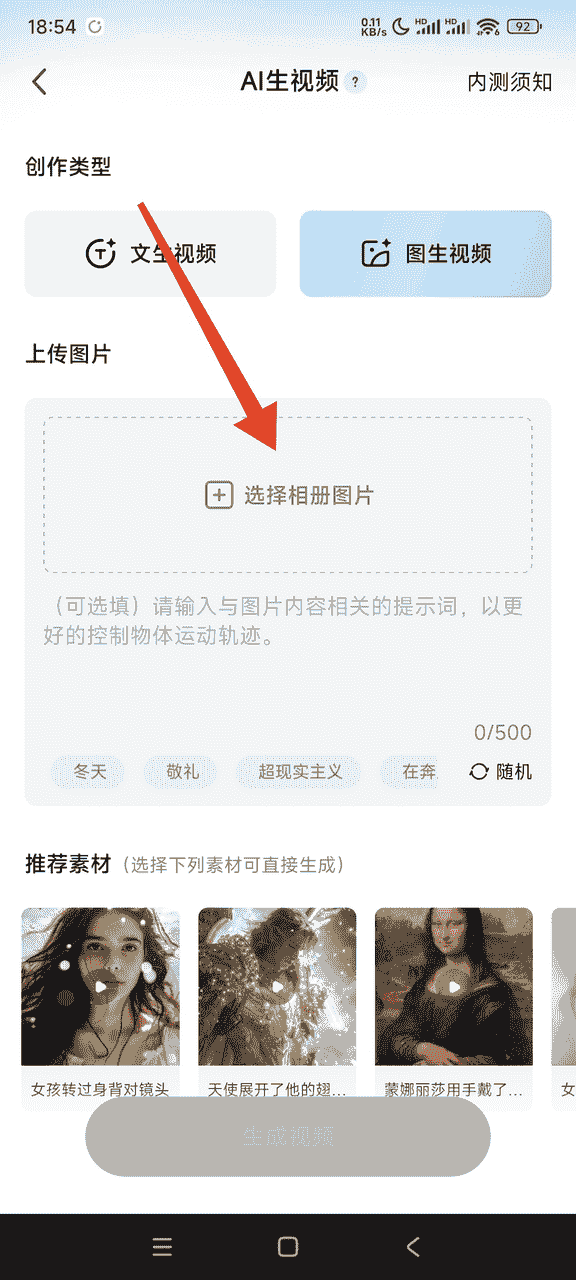 18:54
0.11
KB/s
HD
HD
6
92
AI生视频
?
内测须知
创作类型
文生视频
图生视频
上传图片
选择相册图片
（可选填）请输入与图片内容相关的提示词，以更
好的控制物体运动轨迹。
0/500
冬天
敬礼
超现实主义
在奔
随机
推荐素材（选择下列素材可直接生成）
女孩转过身背对镜头
天使展开了他的翅...
蒙娜丽莎用手戴了...
女
生成视频